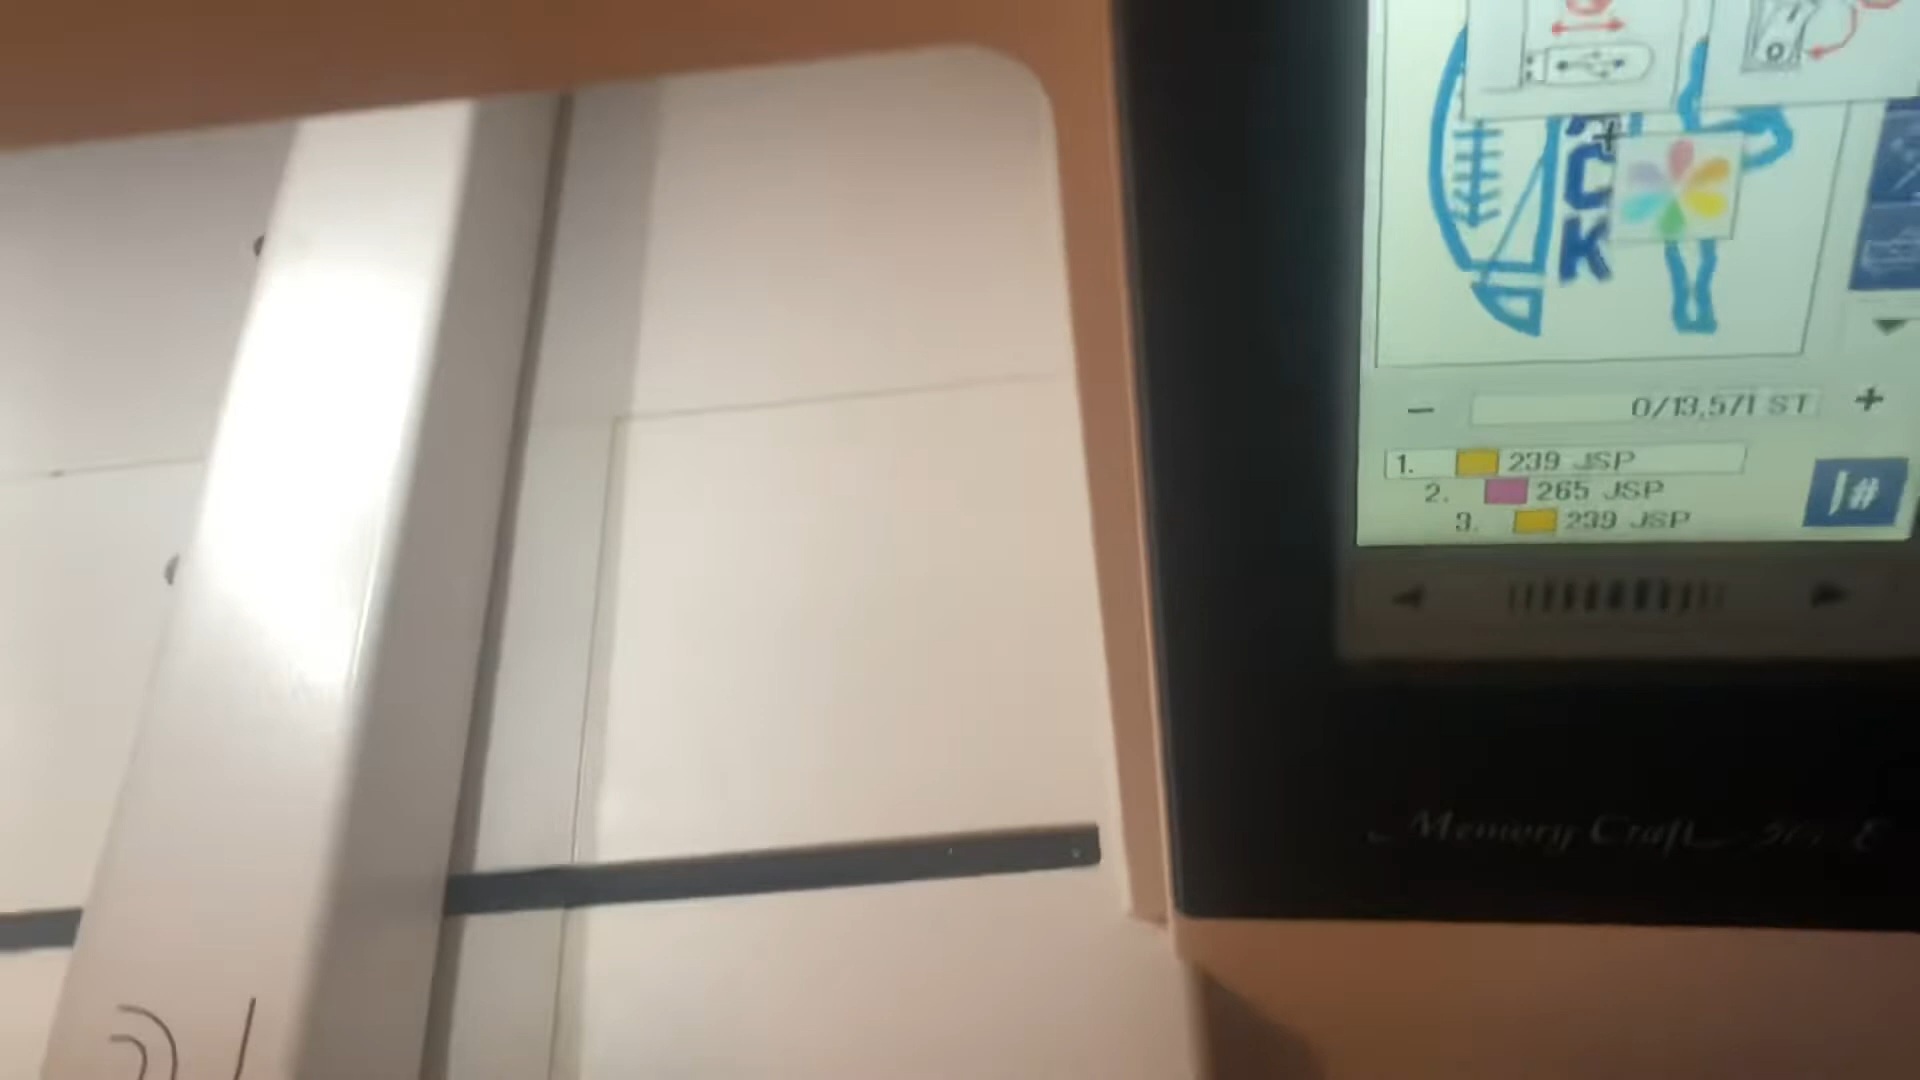 C
K
0/13,571 ST
1. 239 JSP
2. 265 JSP
3. 239 JSP
#
Memory Craft